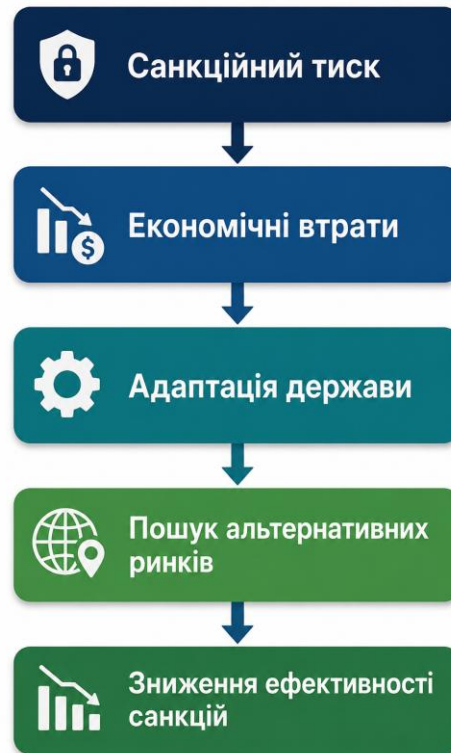 Санкційний тиск
Економічні втрати
$
Адаптація держави
Пошук альтернативних
ринків
Зниження ефективності
санкцій